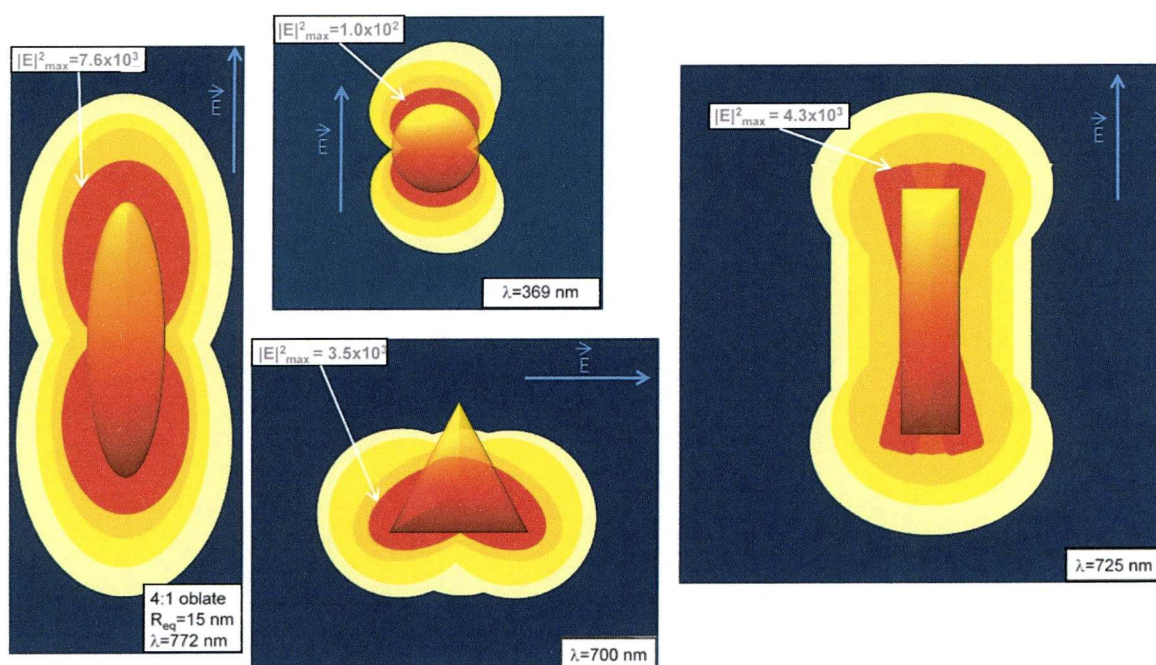 |E|²max=7.6x10³
E
4:1 oblate
Req=15 nm
λ=772 nm
|E|²max=1.0x10²
E
λ=369 nm
|E|²max = 3.5x10³
E
λ=700 nm
|E|²max = 4.3x10³
E
λ=725 nm